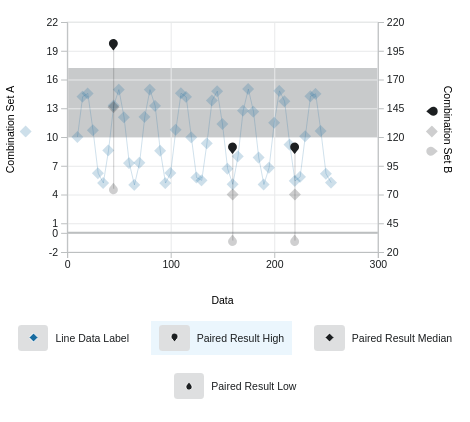 22 220
19 195
16 170
13 145
10 120
7 95
4 70
1 45
0
-2 20
0 100 200 300
Combination Set A
Combination Set B
Data
Line Data Label Paired Result High Paired Result Median
Paired Result Low